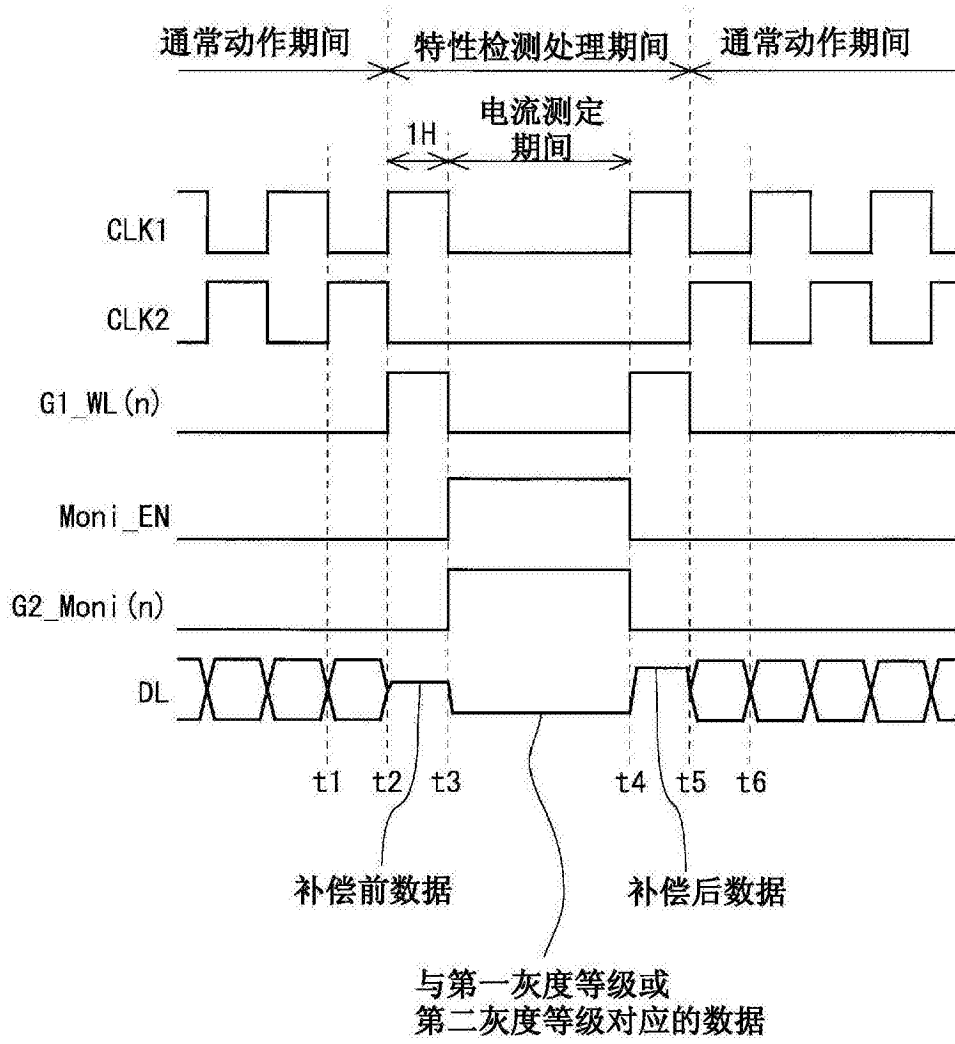 通常动作期间
特性检测处理期间
通常动作期间
1H
电流测定
期间
CLK1
CLK2
G1_WL(n)
Moni_EN
G2_Moni(n)
DL
t1 t2 t3 t4 t5 t6
补偿前数据
补偿后数据
与第一灰度等级或
第二灰度等级对应的数据